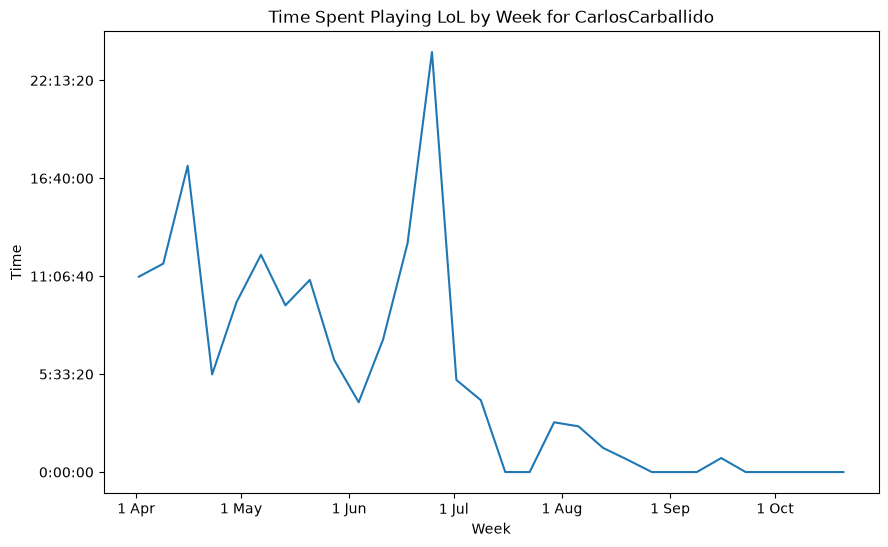 Time Spent Playing LoL by Week for CarlosCarballido
Time
22:13:20
16:40:00
11:06:40
5:33:20
0:00:00
1 Apr 1 May 1 Jun 1 Jul 1 Aug 1 Sep 1 Oct
Week